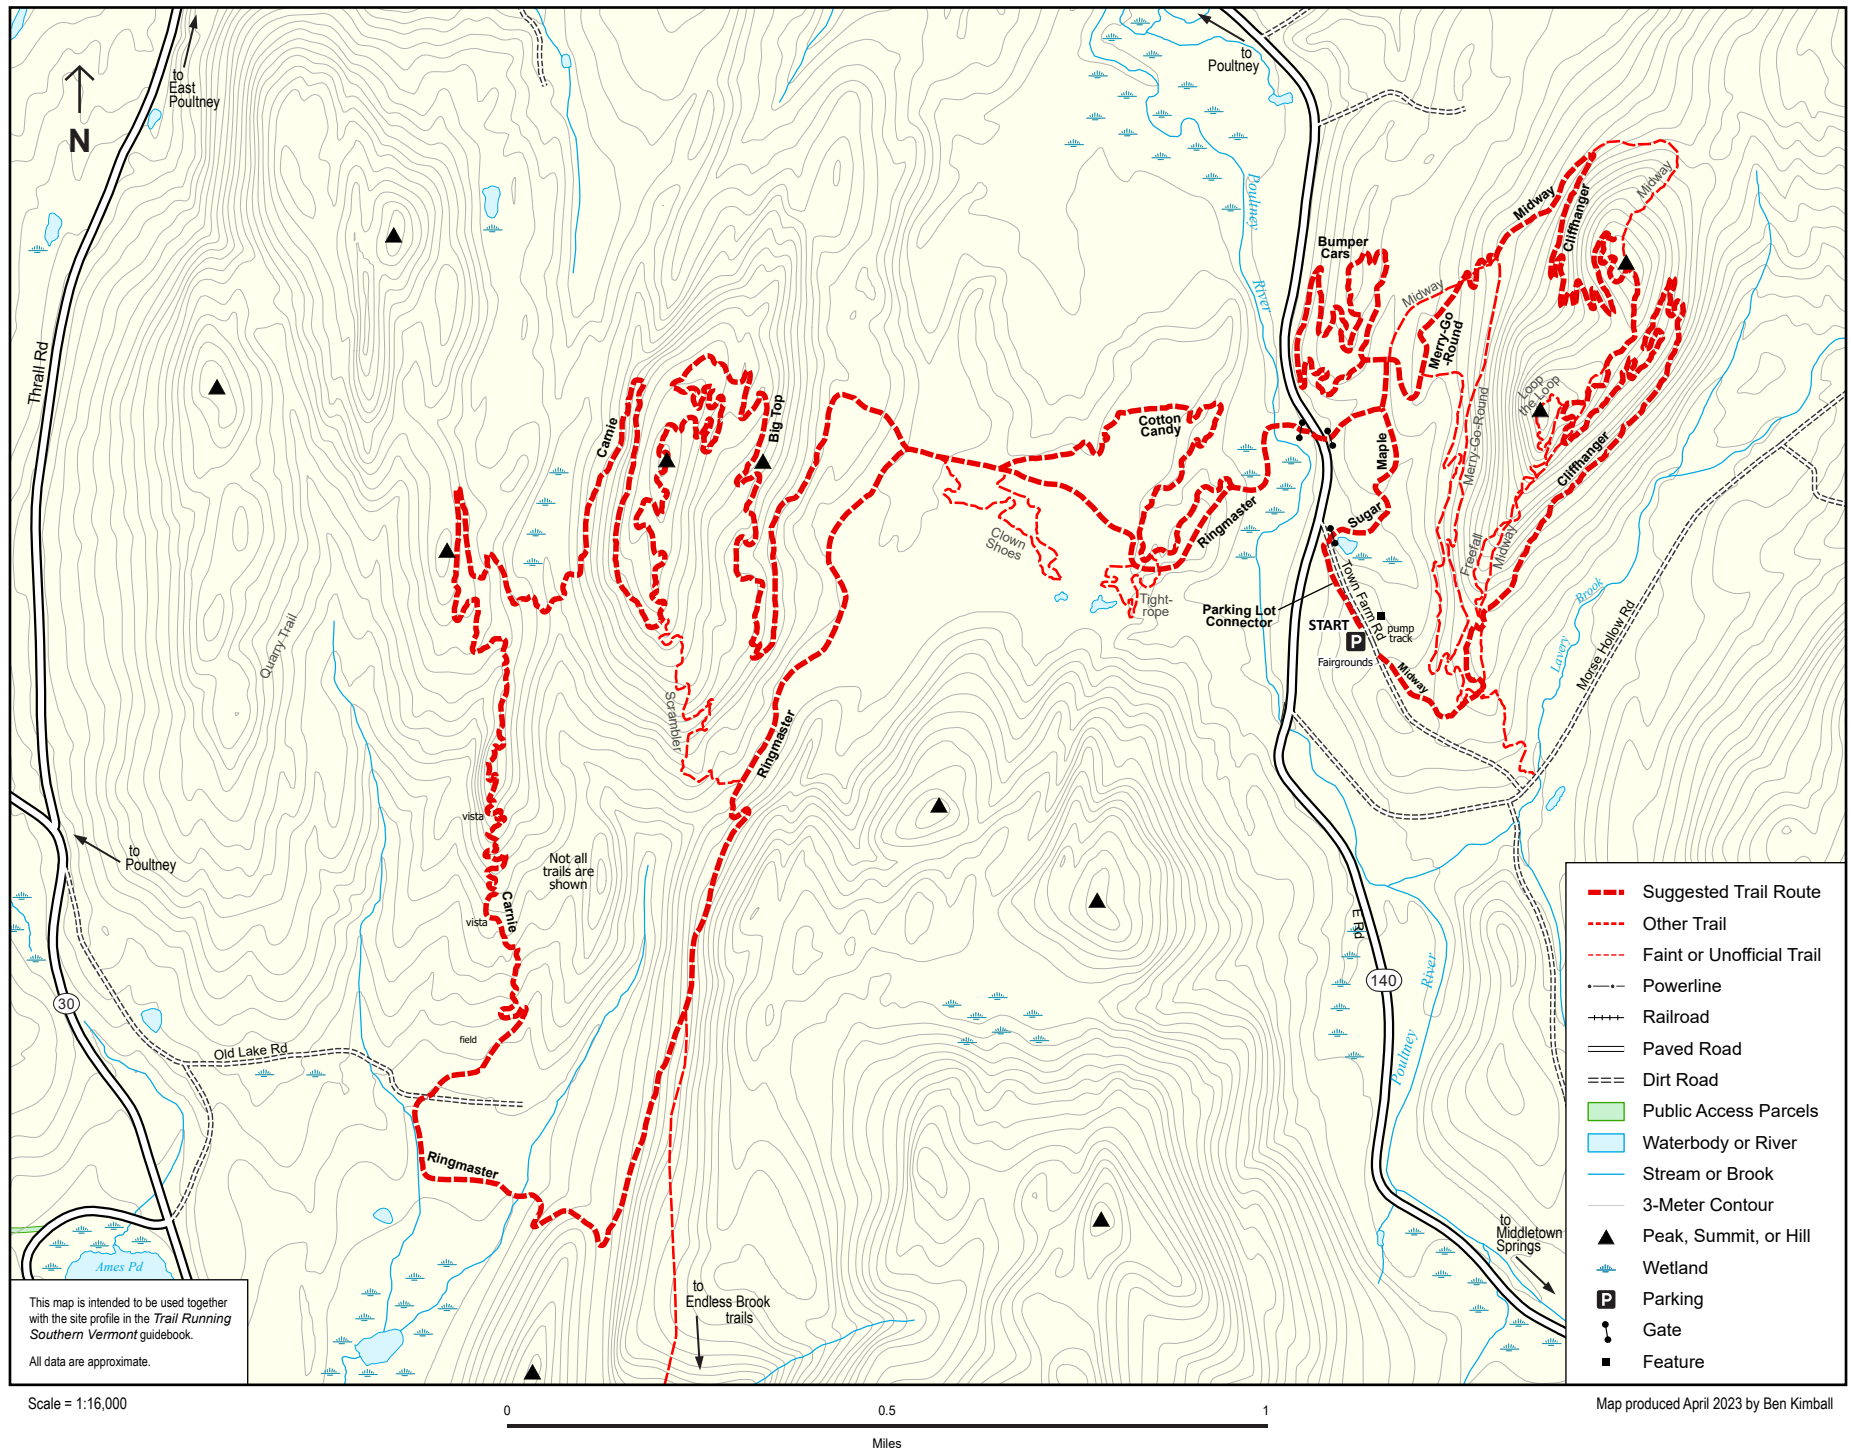 to
East
Poultney
N
to
Poultney
Thrall Rd
Poultney
River
Bumper
Cars
Midway
Merry-Go
-Round
Midway
Cliffhanger
Midway
Loop
the Loop
Merry-Go-Round
Cliffhanger
Freefall
Midway
Carnie
Big Top
Cotton
Candy
Maple
Sugar
Ringmaster
Clown
Shoes
Tight-
rope
Town Farm Rd
Parking Lot
Connector
START
P
pump
track
Fairgrounds
Midway
Lavery
Brook
Morse Hollow Rd
Quarry Trail
Scrambler
Ringmaster
vista
to
Poultney
Not all
trails are
shown
vista
Carnie
E Rd
River
Poultney
140
30
field
Old Lake Rd
Ringmaster
Ames Pd
to
Endless Brook
trails
to
Middletown
Springs
Suggested Trail Route
Other Trail
Faint or Unofficial Trail
Powerline
Railroad
Paved Road
Dirt Road
Public Access Parcels
Waterbody or River
Stream or Brook
3-Meter Contour
Peak, Summit, or Hill
Wetland
P Parking
Gate
Feature
This map is intended to be used together
with the site profile in the Trail Running
Southern Vermont guidebook.
All data are approximate.
Scale = 1:16,000
0 0.5 1
Miles
Map produced April 2023 by Ben Kimball